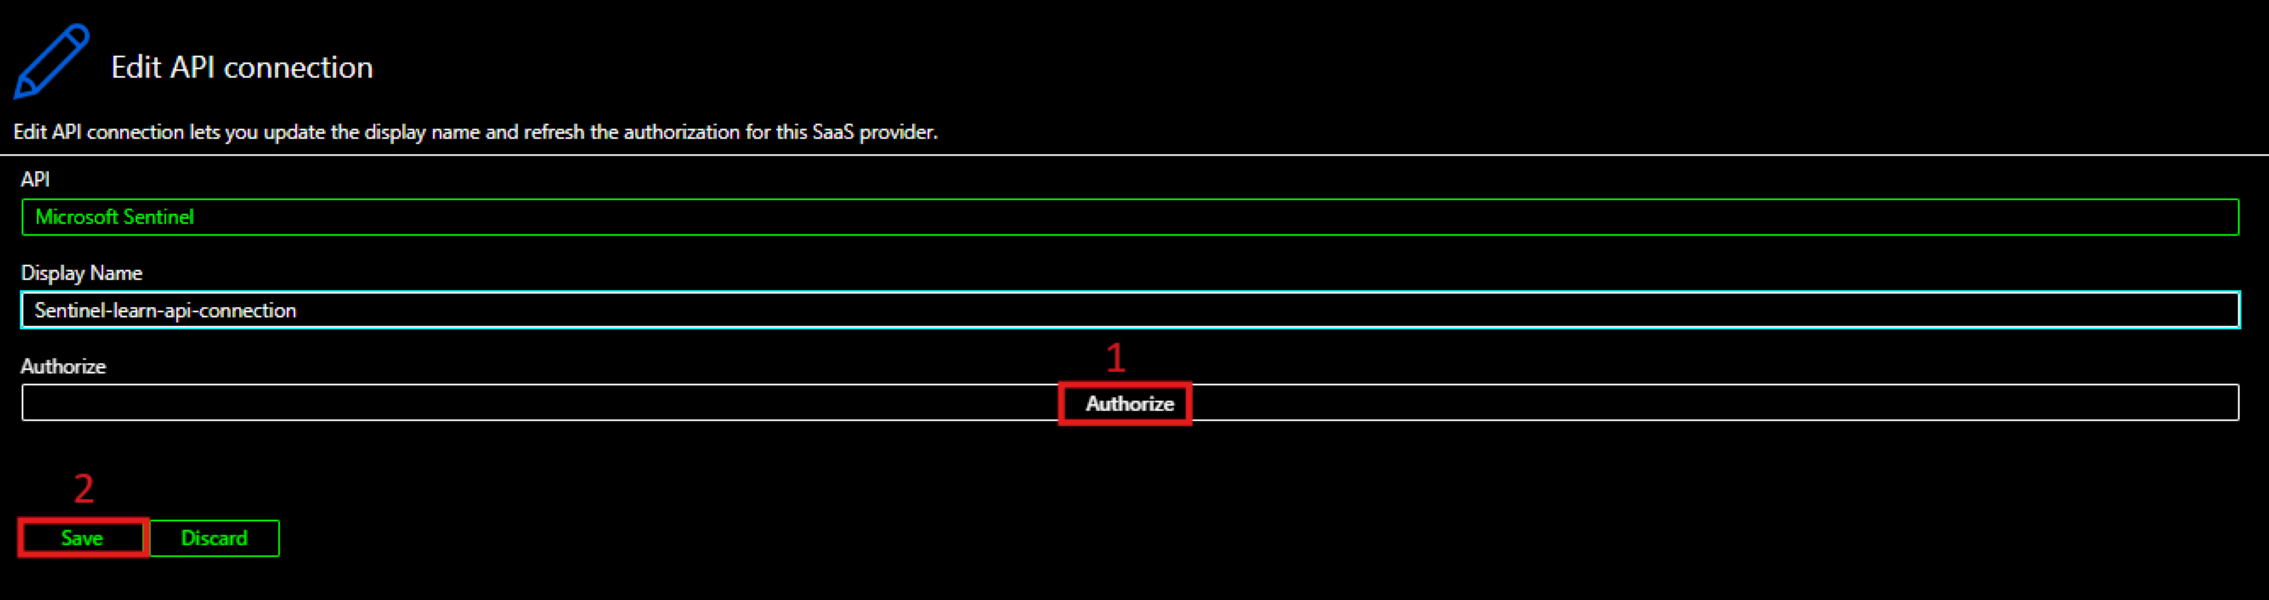 Edit API connection
Edit API connection lets you update the display name and refresh the authorization for this SaaS provider.
API
Microsoft Sentinel
Display Name
Sentinel-learn-api-connection
Authorize
1
Authorize
2
Save
Discard